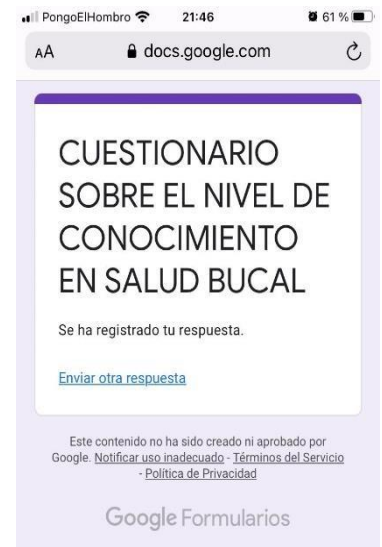 PongoElHombro 21:46 61 %
AA docs.google.com
CUESTIONARIO
SOBRE EL NIVEL DE
CONOCIMIENTO
EN SALUD BUCAL
Se ha registrado tu respuesta.
Enviar otra respuesta
Este contenido no ha sido creado ni aprobado por
Google. Notificar uso inadecuado - Términos del Servicio
- Política de Privacidad
Google Formularios